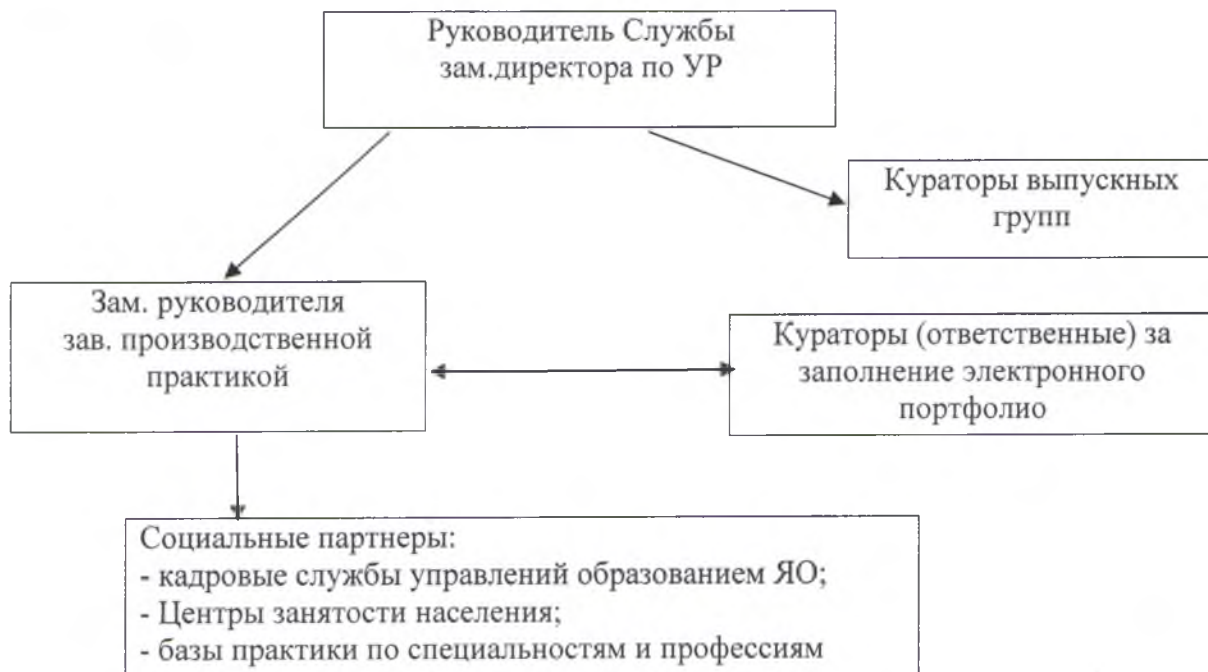 Руководитель Службы
зам.директора по УР
Кураторы выпускных
групп
Зам. руководителя
зав. производственной
практикой
Кураторы (ответственные) за
заполнение электронного
портфолио
Социальные партнеры:
- кадровые службы управлений образованием ЯО;
- Центры занятости населения;
- базы практики по специальностям и профессиям